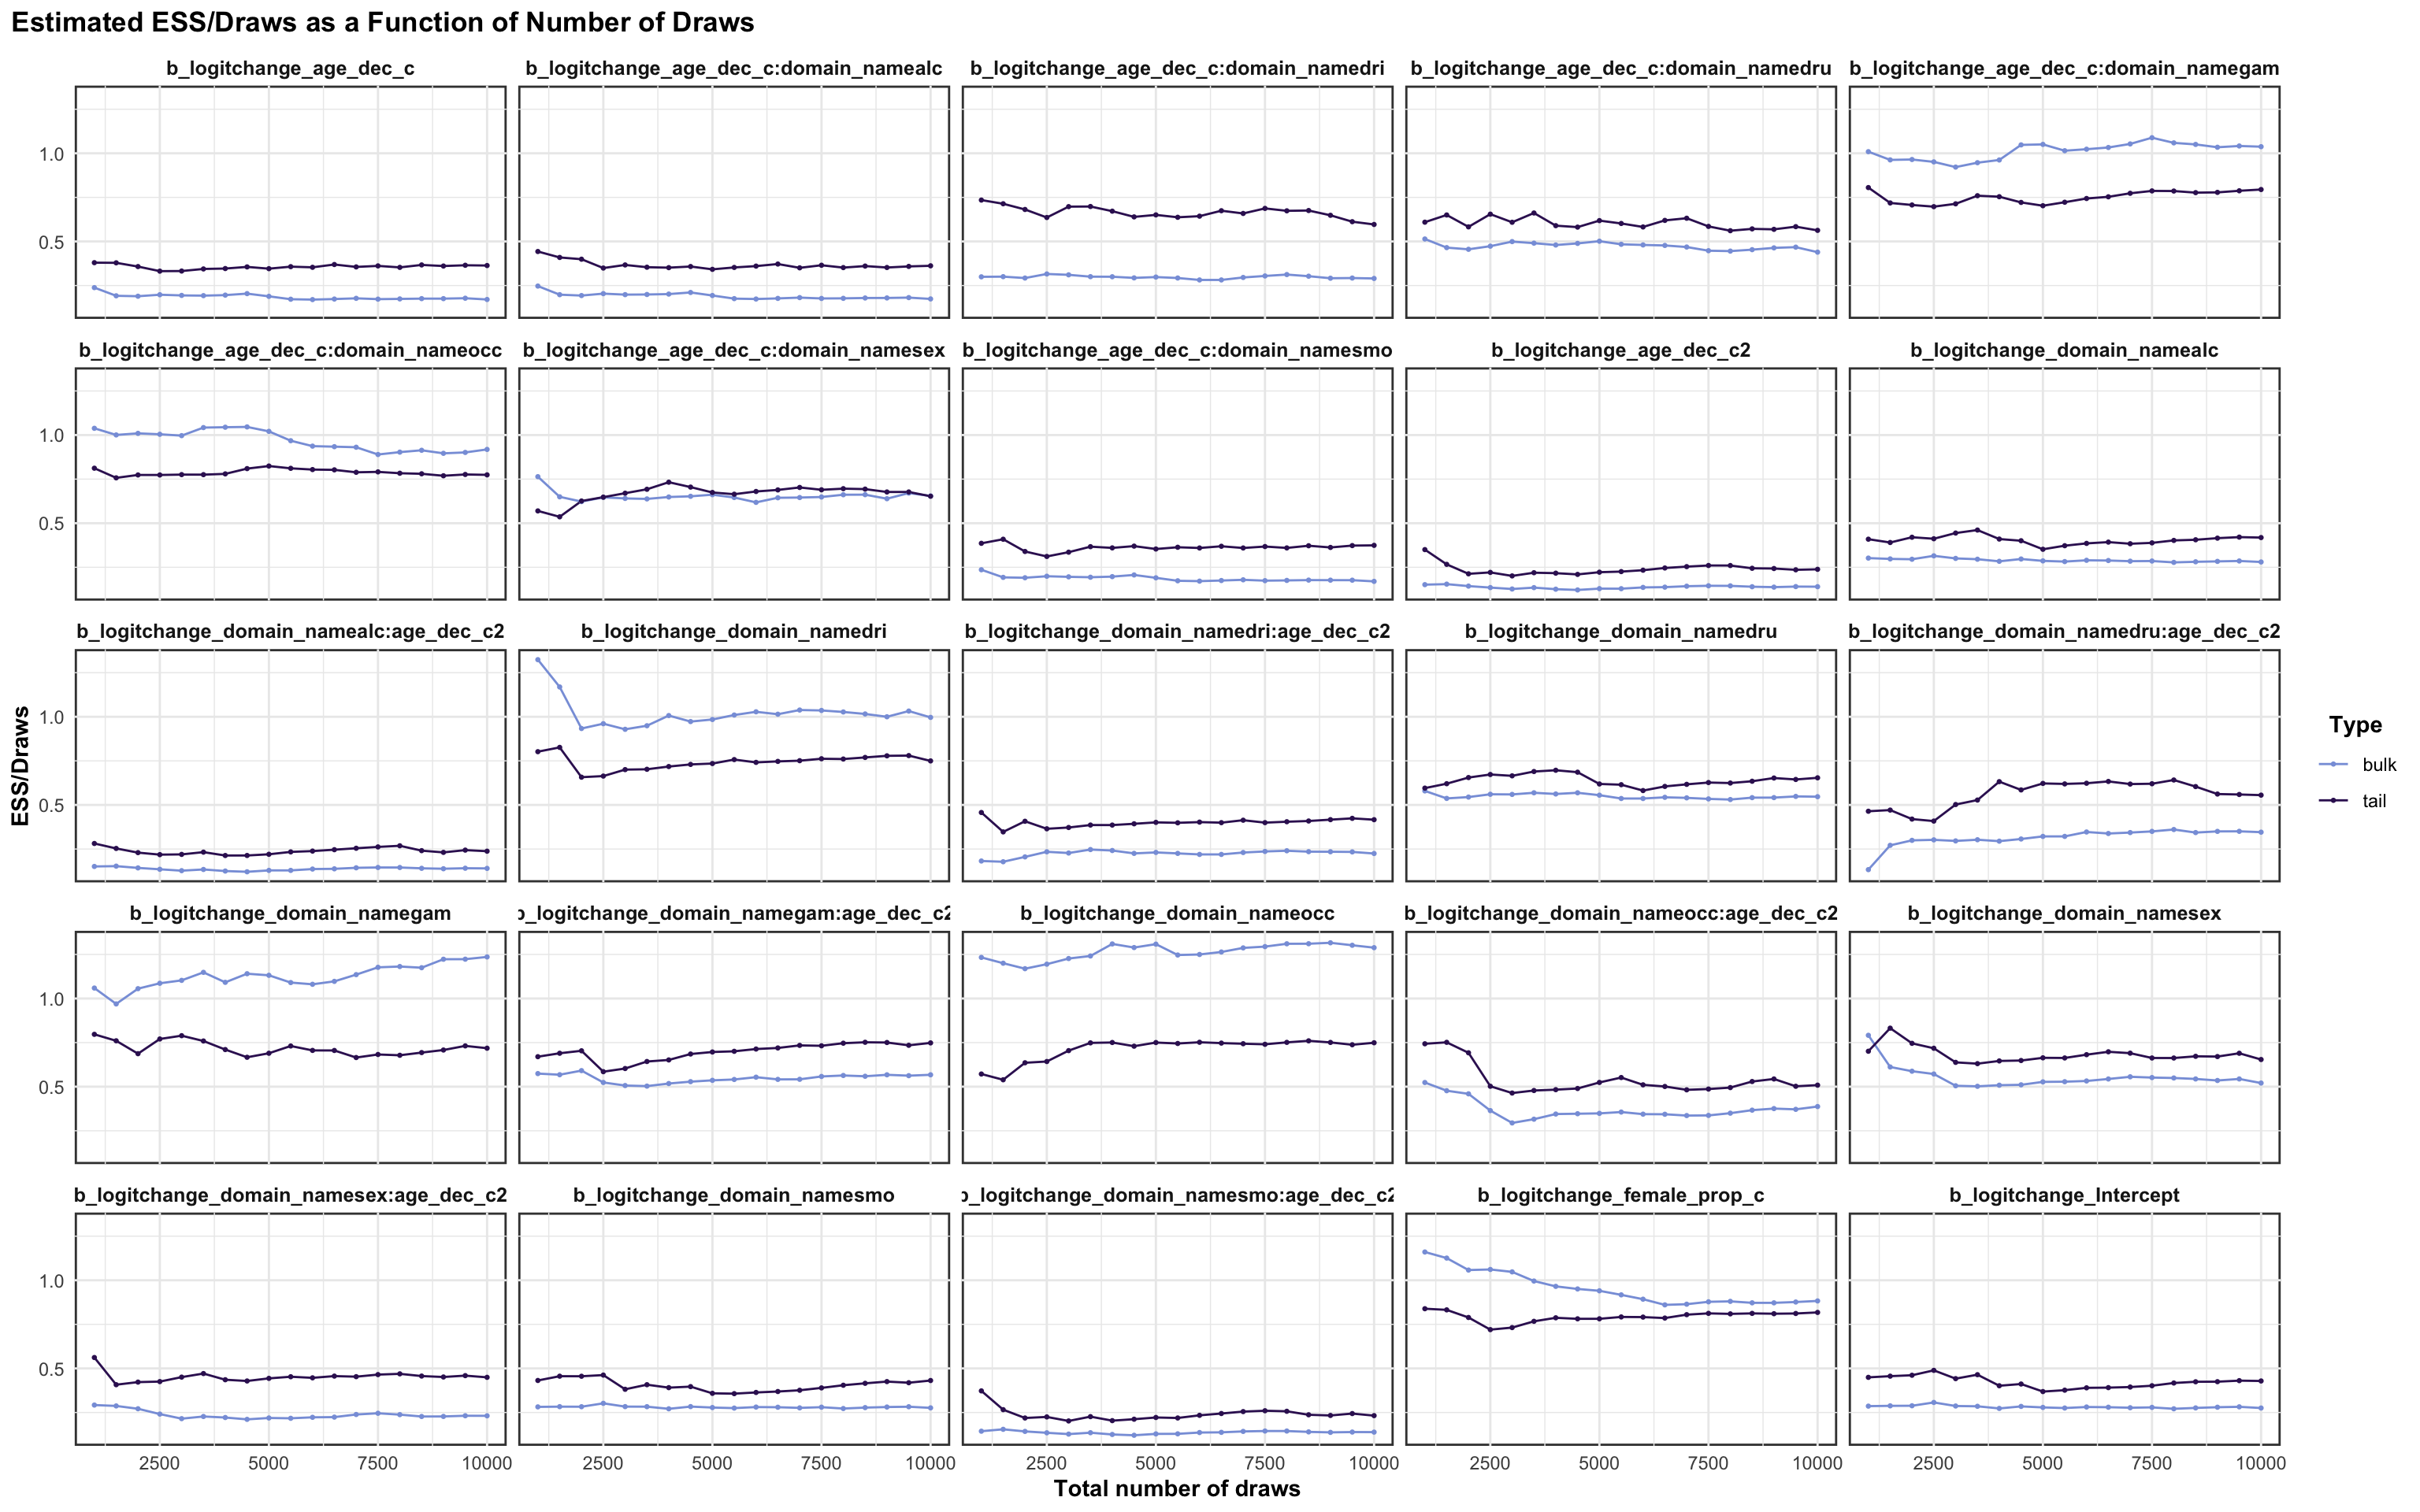 Estimated ESS/Draws as a Function of Number of Draws
b_logitchange_age_dec_c
b_logitchange_age_dec_c:domain_namealc
b_logitchange_age_dec_c:domain_namedri
b_logitchange_age_dec_c:domain_namedru
b_logitchange_age_dec_c:domain_namegam
1.0
0.5
b_logitchange_age_dec_c:domain_nameocc
b_logitchange_age_dec_c:domain_namesex
b_logitchange_age_dec_c:domain_namesmo
b_logitchange_age_dec_c2
b_logitchange_domain_namealc
1.0
0.5
b_logitchange_domain_namealc:age_dec_c2
b_logitchange_domain_namedri
b_logitchange_domain_namedri:age_dec_c2
b_logitchange_domain_namedru
b_logitchange_domain_namedru:age_dec_c2
1.0
0.5
b_logitchange_domain_namegam
b_logitchange_domain_namegam:age_dec_c2
b_logitchange_domain_nameocc
b_logitchange_domain_nameocc:age_dec_c2
b_logitchange_domain_namesex
1.0
0.5
b_logitchange_domain_namesex:age_dec_c2
b_logitchange_domain_namesmo
b_logitchange_domain_namesmo:age_dec_c2
b_logitchange_female_prop_c
b_logitchange_Intercept
1.0
0.5
2500 5000 7500 10000
2500 5000 7500 10000
2500 5000 7500 10000
2500 5000 7500 10000
2500 5000 7500 10000
Total number of draws
ESS/Draws
Type
bulk
tail